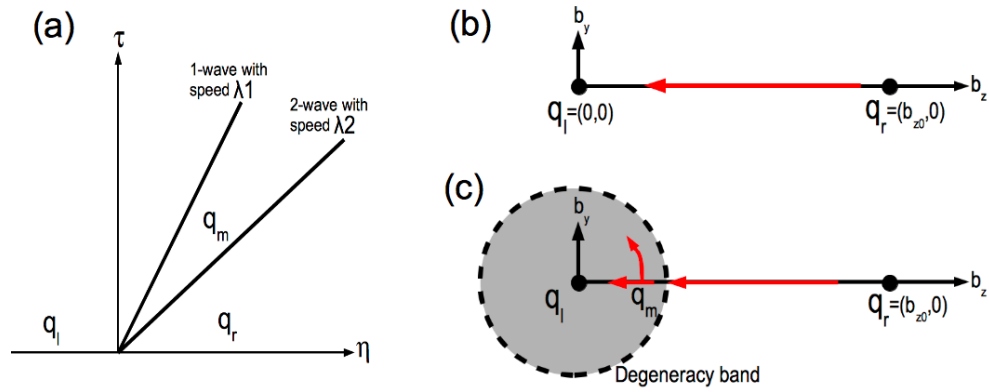 (a)
τ
1-wave with
speed λ1
2-wave with
speed λ2
q_m
q_l
q_r
η
(b)
b_y
b_z
q_l=(0,0)
q_r=(b_z0,0)
(c)
b_y
b_z
q_l
q_m
q_r=(b_z0,0)
Degeneracy band